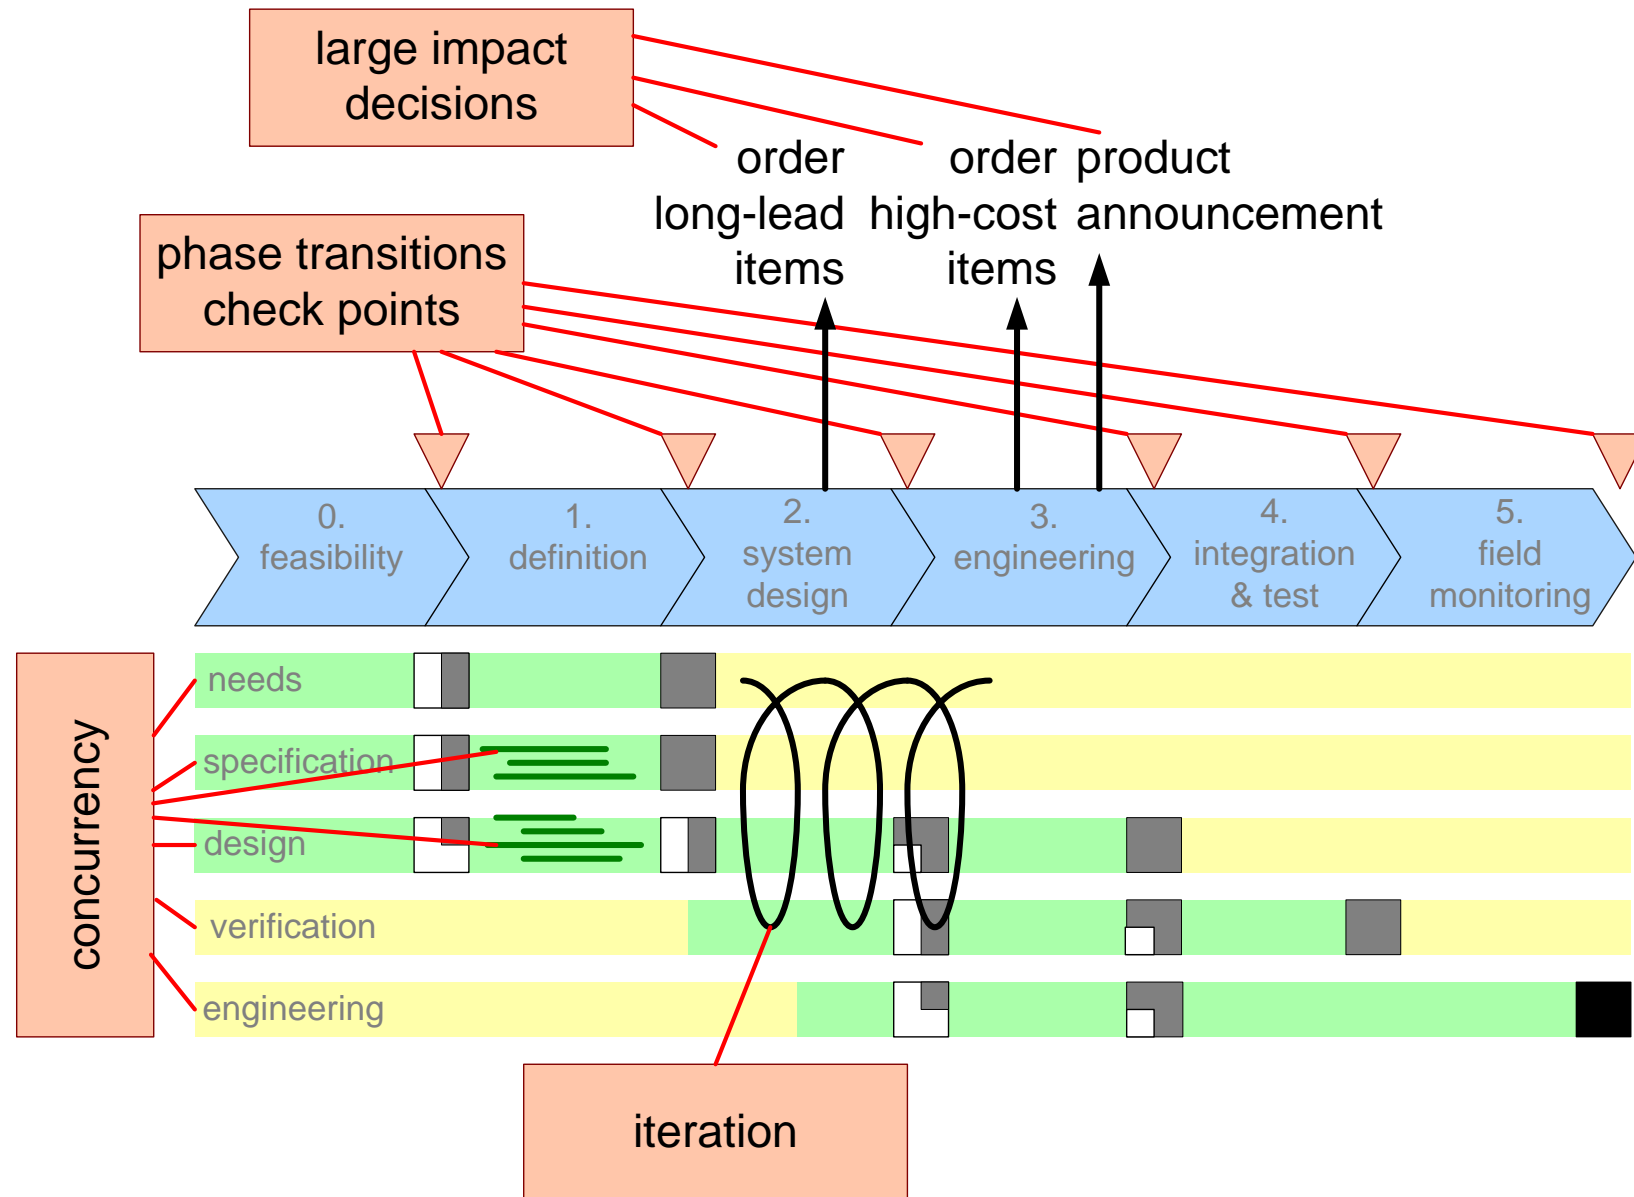 large impact
decisions
order
long-lead
items
order
high-cost
items
product
announcement
phase transitions
check points
0.
feasibility
1.
definition
2.
system
design
3.
engineering
4.
integration
& test
5.
field
monitoring
concurrency
needs
specification
design
verification
engineering
iteration